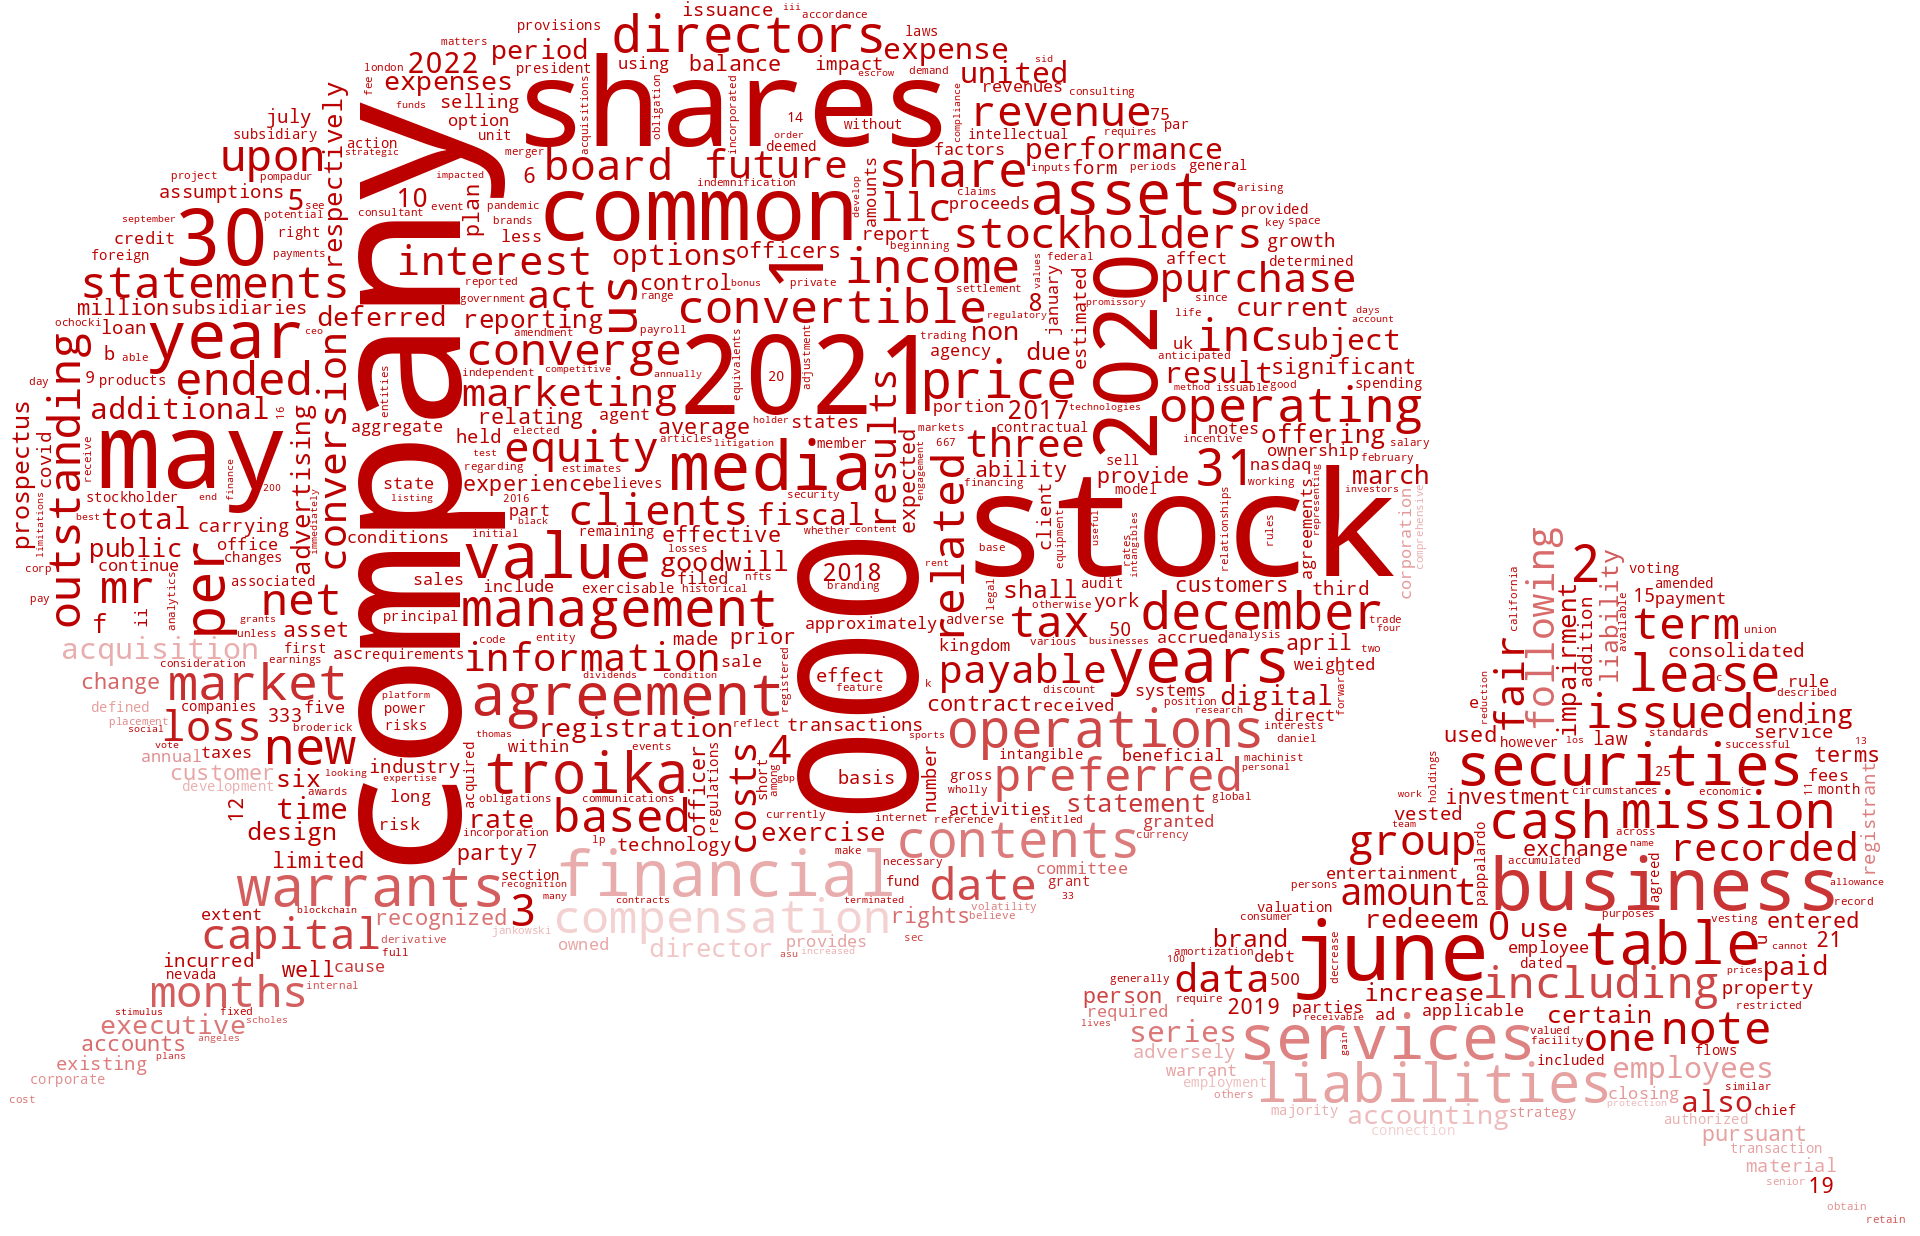 issuance iii accordance
provisions directors laws
matters period expense
london 2022 using balance impact escrow demand united sid
fee expenses president shares revenues consulting
funds selling acquisitions obligation incorporated compliance revenue 75
july option 14 without intellectual requires par
subsidiary respectively action unit order deemed factors performance
upon strategic merger board future share inputs form periods general
project pompadur impacted 6 indemnification amounts claims assets arising
assumptions 5 see 10 plan pandemic common develop llc proceeds provided
september 30 potential consultant event brands report stockholders key space
credit right less options officers beginning growth
foreign payments interest control 1 income values federal affect determined
statements company reported act us bonus private settlement january estimated 2020 purchase
million subsidiaries government range convertible 8 promissory since current
ochocki loan deferred reporting regulatory life days
year ceo amendment payroll 2021 trading non uk inc subject account
b able conversion converge equivalents adjustment agency due anticipated
outstanding ended independent competitive annually 20 price result significant
day 9 products entities marketing results method issuable good spending
additional 16 relating agent average holder states portion 2017 technologies operating
prospectus covid may advertising aggregate held elected equity articles litigation member markets 667 contractual notes offering salary
receive test media expected three incentive ownership february
finance state regarding estimates engagement related ability sell 31 nasdaq march
stockholder end 200 listing experience believes security financing provide working investors
limitations best total immediately 2016 part clients fiscal stock model agreements representing corporation comprehensive
per carrying black initial remaining effective whether content client
public office conditions value losses goodwill base equipment useful rates intangibles relationships rules
continue changes 0000 rent
corp mr associated sales include filed nfts 2018 legal shall audit customers third
pay ii analytics net exercisable historical branding otherwise york december
f grants principal management approximately adverse tax 50 trade
unless asset code entity made prior various businesses accrued analysis april four
acquisition first asc requirements information sale kingdom years two
consideration earnings dividends condition registered effect k payable weighted
change market platform agreement feature discount systems digital forward
defined companies 333 five power contract received position direct
placement loss broderick risks registration reflect transactions operations research interests
social vote thomas sports
annual taxes new industry within events costs 4 intangible beneficial daniel
customer looking six expertise troika regulations short among gbp basis number gross preferred machinist personal
development awards long acquired obligations communications officer wholly statement global
12 time risk rate based currently activities entitled granted
design incorporation lp exercise internet reference contents currency
limited party 7 technology make necessary committee
warrants section financial fund date grant
recognition many contracts terminated 33
extent blockchain recognized 3 compensation rights volatility believe
capital derivative jankowski sec
incurred well cause full owned director asu provides increased
nevada internal
months
stimulus fixed scholes
executive angeles
accounts plans
existing
corporate
cost
california following 2 voting
liability available amended
impairment addition 15 payment
fair term union
consolidated
lease c rule
described
e reduction issued ending
used however los law standards service
successful 13
holdings securities 25 terms
fees
work investment circumstances economic 11 month
vested cash mission registrant
team across
group pappalardo exchange name recorded
accumulated
entertainment agreed business allowance
persons amount record
valuation purposes
consumer redeem 0 use vesting entered
brand employee u 21
amortization debt june table cannot
100 decrease dated prices paid
generally data 500 including property
person require increase restricted
required 2019 parties ad applicable certain
lives receivable one note
series services valued
gain facility flows
adversely included
warrant employees
employment liabilities similar
others closing
protection also chief
majority accounting strategy authorized
connection pursuant
transaction
material
senior 19
obtain
retain